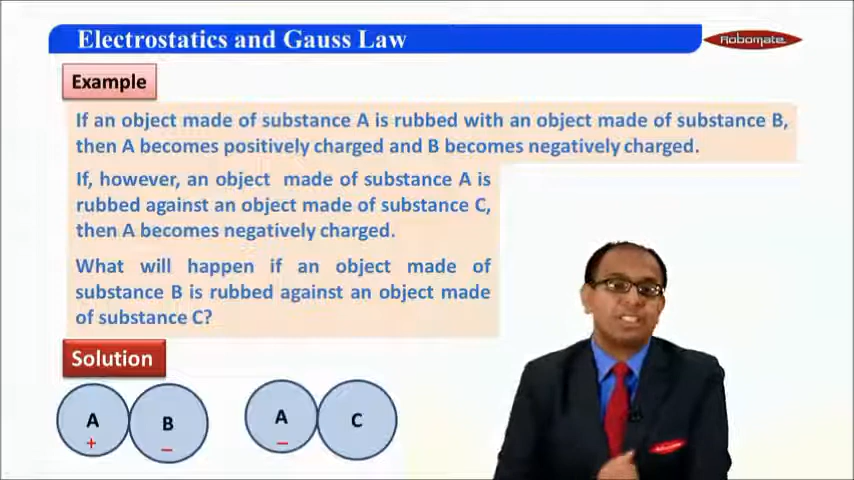 Electrostatics and Gauss Law
Robomate
Example
If an object made of substance A is rubbed with an object made of substance B,
then A becomes positively charged and B becomes negatively charged.
If, however, an object made of substance A is
rubbed against an object made of substance C,
then A becomes negatively charged.
What will happen if an object made of
substance B is rubbed against an object made
of substance C?
Solution
A B A C
+ − −